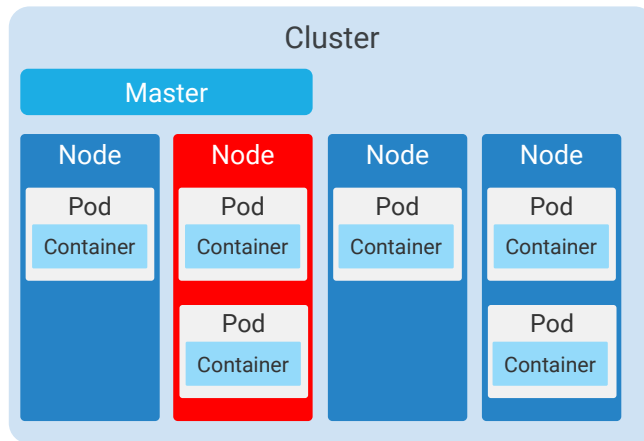 Cluster
Master
Node Node Node Node
Pod Pod Pod Pod
Container Container Container Container
Pod Pod
Container Container